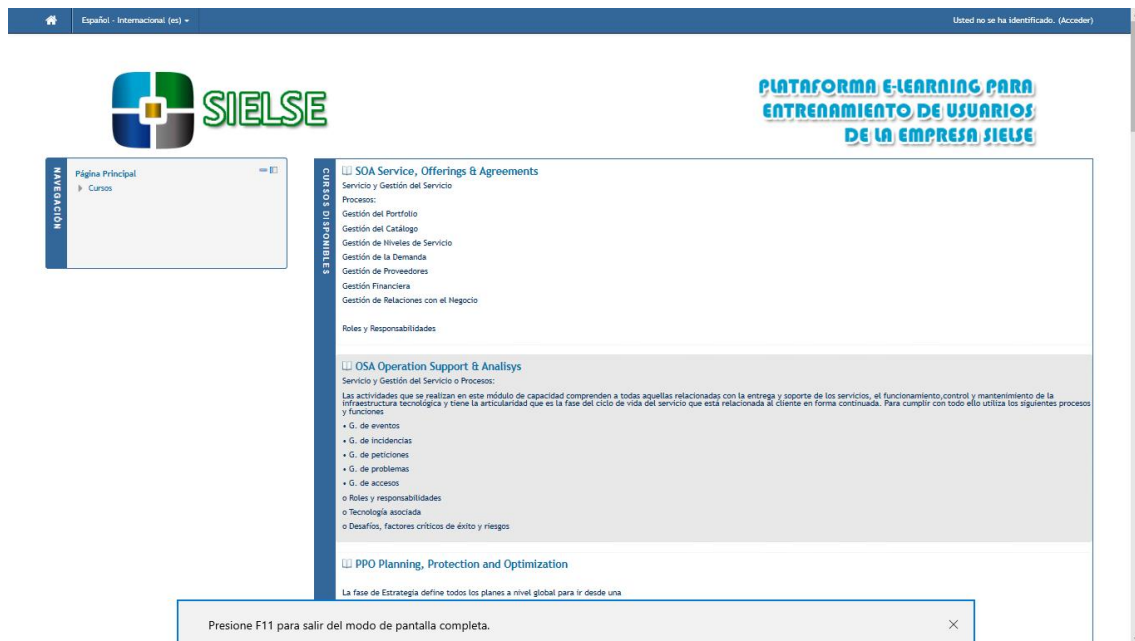 Español - Internacional (es)
Usted no se ha identificado. (Acceder)
SIELSE
PLATAFORMA E-LEARNING PARA
ENTRENAMIENTO DE USUARIOS
DE LA EMPRESA SIELSE
NAVEGACIÓN
Página Principal
Cursos
CURSOS DISPONIBLES
SOA Service, Offerings & Agreements
Servicio y Gestión del Servicio
Procesos:
Gestión del Portfolio
Gestión del Catálogo
Gestión de Niveles de Servicio
Gestión de la Demanda
Gestión de Proveedores
Gestión Financiera
Gestión de Relaciones con el Negocio
Roles y Responsabilidades
OSA Operation Support & Analisys
Servicio y Gestión del Servicio o Procesos:
Las actividades que se realizan en este módulo de capacidad comprenden a todas aquellas relacionadas con la entrega y soporte de los servicios, el funcionamiento,control y mantenimiento de la
infraestructura tecnológica y tiene la articularidad que es la fase del ciclo de vida del servicio que está relacionada al cliente en forma continuada. Para cumplir con todo ello utiliza los siguientes procesos
y funciones
• G. de eventos
• G. de incidencias
• G. de peticiones
• G. de problemas
• G. de accesos
o Roles y responsabilidades
o Tecnología asociada
o Desafíos, factores críticos de éxito y riesgos
PPO Planning, Protection and Optimization
La fase de Estrategia define todos los planes a nivel global para ir desde una
Presione F11 para salir del modo de pantalla completa.